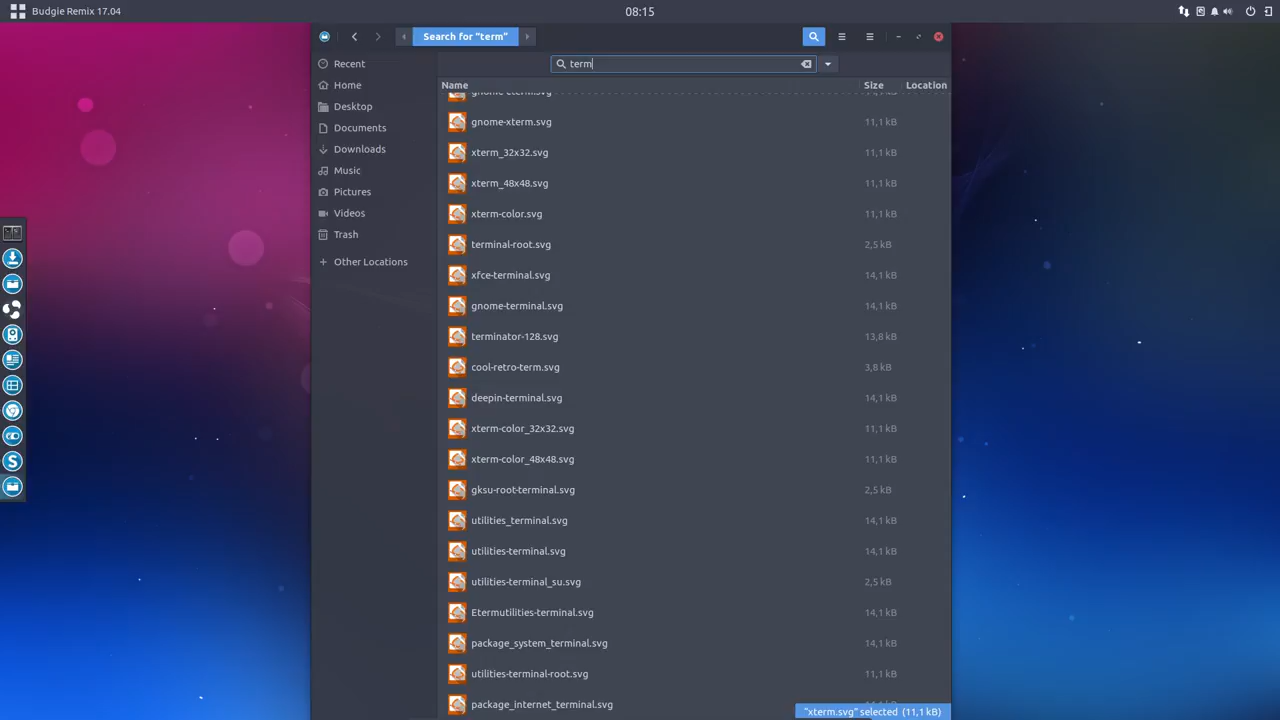 Budgie Remix 17.04
08:15
Search for “term”
term
Recent
Home
Desktop
Documents
Downloads
Music
Pictures
Videos
Trash
Other Locations
Name Size Location
gnome-eterm.svg
gnome-xterm.svg 11,1 kB
xterm_32x32.svg 11,1 kB
xterm_48x48.svg 11,1 kB
xterm-color.svg 11,1 kB
terminal-root.svg 2,5 kB
xfce-terminal.svg 14,1 kB
gnome-terminal.svg 14,1 kB
terminator-128.svg 13,8 kB
cool-retro-term.svg 3,8 kB
deepin-terminal.svg 14,1 kB
xterm-color_32x32.svg 11,1 kB
xterm-color_48x48.svg 11,1 kB
gksu-root-terminal.svg 2,5 kB
utilities_terminal.svg 14,1 kB
utilities-terminal.svg 14,1 kB
utilities-terminal_su.svg 2,5 kB
Etermutilities-terminal.svg 14,1 kB
package_system_terminal.svg 14,1 kB
utilities-terminal-root.svg 11,1 kB
package_internet_terminal.svg
“xterm.svg” selected (11,1 kB)